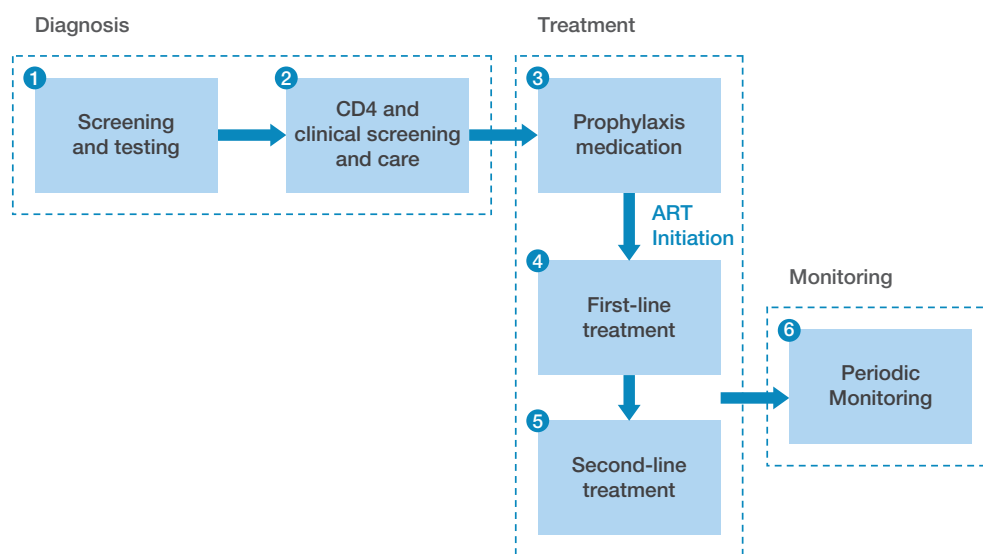 Diagnosis
1
Screening
and testing
2
CD4 and
clinical screening
and care
Treatment
3
Prophylaxis
medication
ART
Initiation
4
First-line
treatment
5
Second-line
treatment
Monitoring
6
Periodic
Monitoring